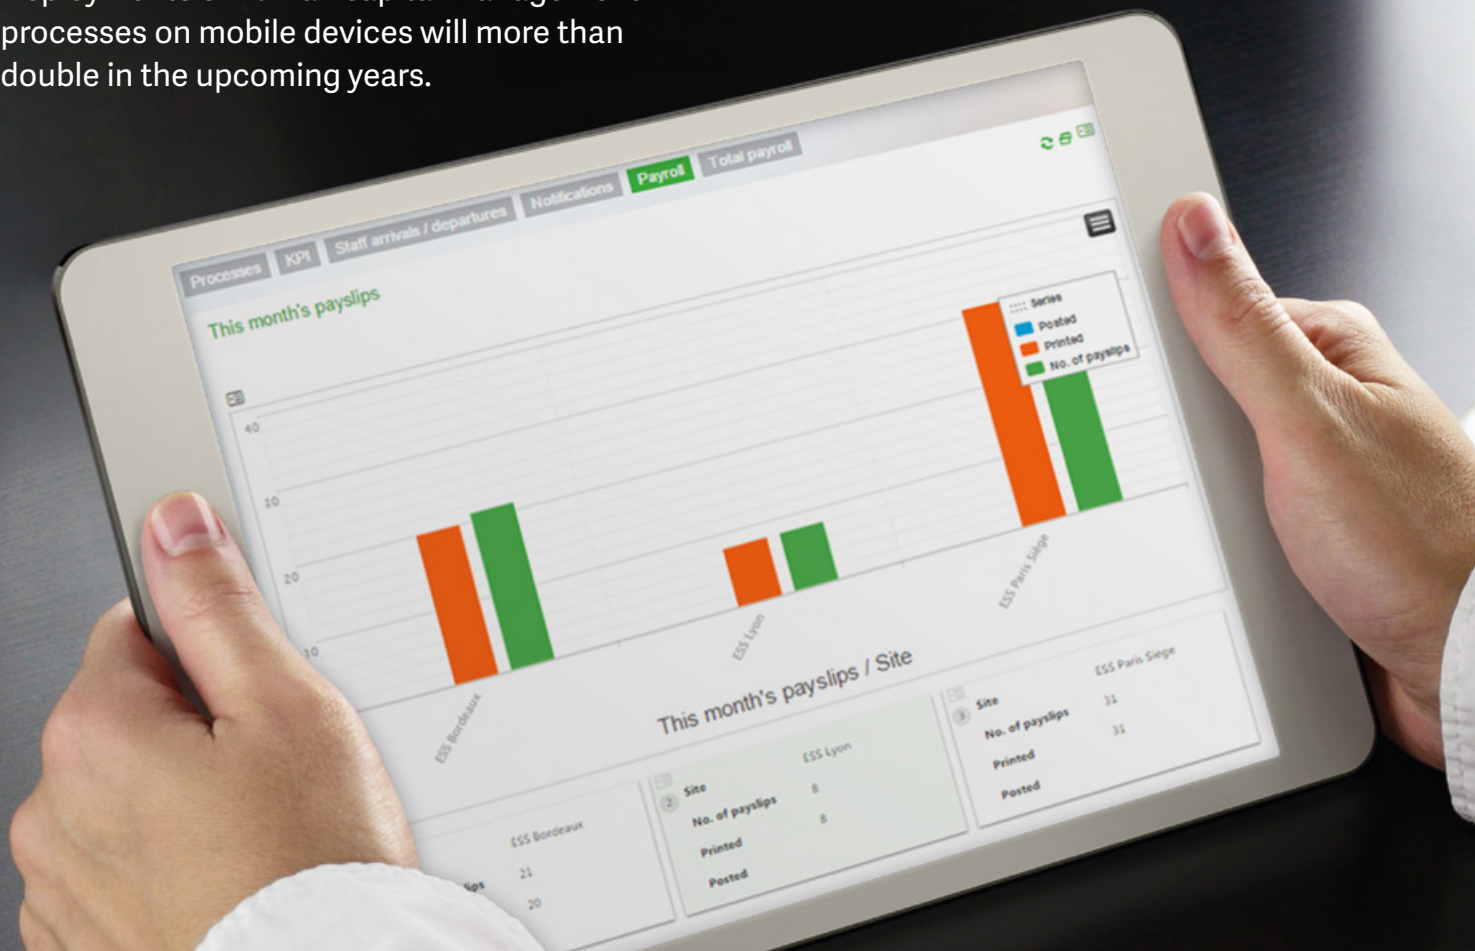 processes on mobile devices will more than
double in the upcoming years.
Processes KPI Staff arrivals / departures Notifications Payroll Total payroll
This month's payslips
Series
Posted
Printed
No. of payslips
40
30
20
10
ESS Bordeaux
ESS Lyon
ESS Paris Siège
This month's payslips / Site
ESS Bordeaux
21
20
2
Site ESS Lyon
No. of payslips 8
Printed 8
Posted
3
Site ESS Paris Siège
No. of payslips 31
Printed 31
Posted